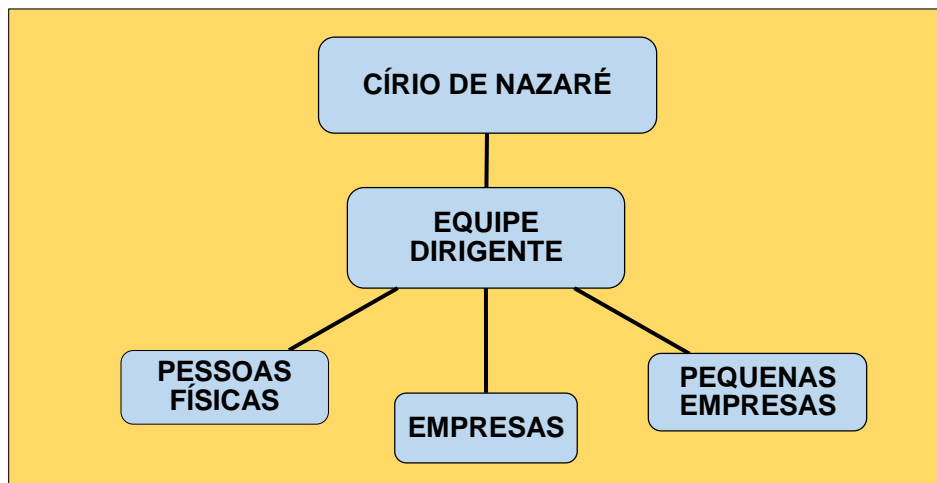 CÍRIO DE NAZARÉ
EQUIPE
DIRIGENTE
PESSOAS
FÍSICAS
EMPRESAS
PEQUENAS
EMPRESAS